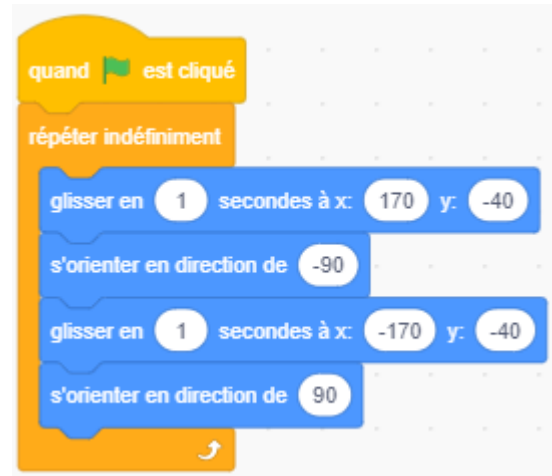 quand est cliqué
répéter indéfiniment
glisser en 1 secondes à x: 170 y: -40
s'orienter en direction de -90
glisser en 1 secondes à x: -170 y: -40
s'orienter en direction de 90